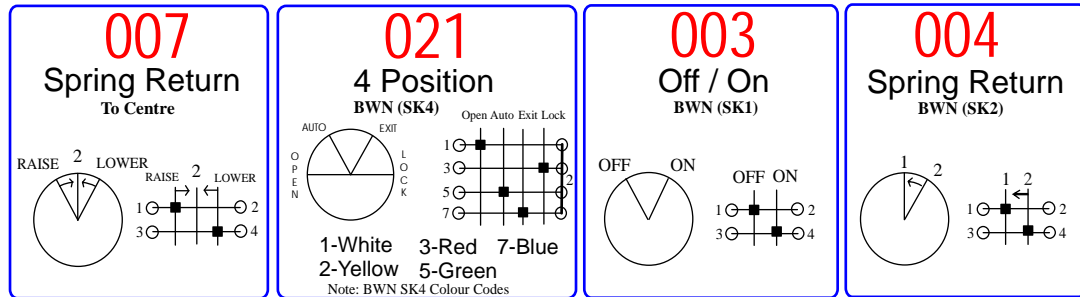 007
Spring Return
To Centre
RAISE 2 LOWER
RAISE 2 LOWER
1 2
3 4
021
4 Position
BWN (SK4)
AUTO EXIT
OPEN LOCK
Open Auto Exit Lock
1
3
2
5
7
1-White 3-Red 7-Blue
2-Yellow 5-Green
Note: BWN SK4 Colour Codes
003
Off / On
BWN (SK1)
OFF ON
OFF ON
1 2
3 4
004
Spring Return
BWN (SK2)
1 2
1 2
1 2
3 4